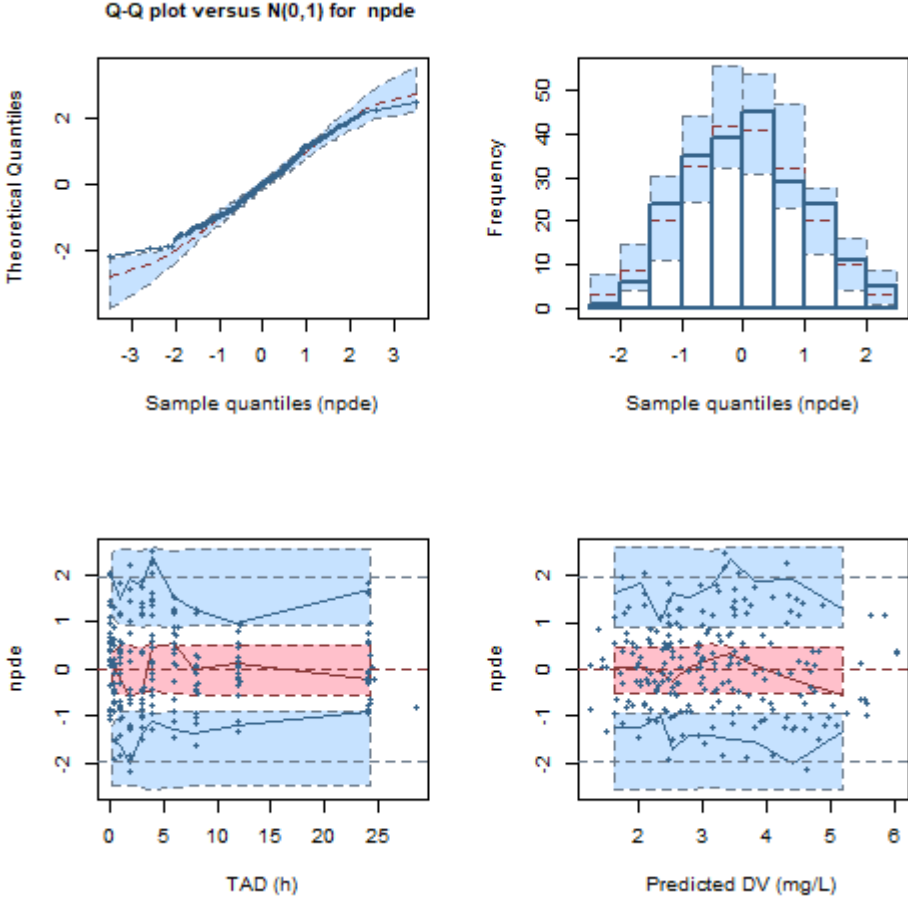 Q-Q plot versus N(0,1) for npde
Theoretical Quantiles
2
0
-2
-3 -2 -1 0 1 2 3
Sample quantiles (npde)
Frequency
50
40
30
20
10
0
-2 -1 0 1 2
Sample quantiles (npde)
npde
2
1
0
-1
-2
0 5 10 15 20 25
TAD (h)
npde
2
1
0
-1
-2
2 3 4 5 6
Predicted DV (mg/L)